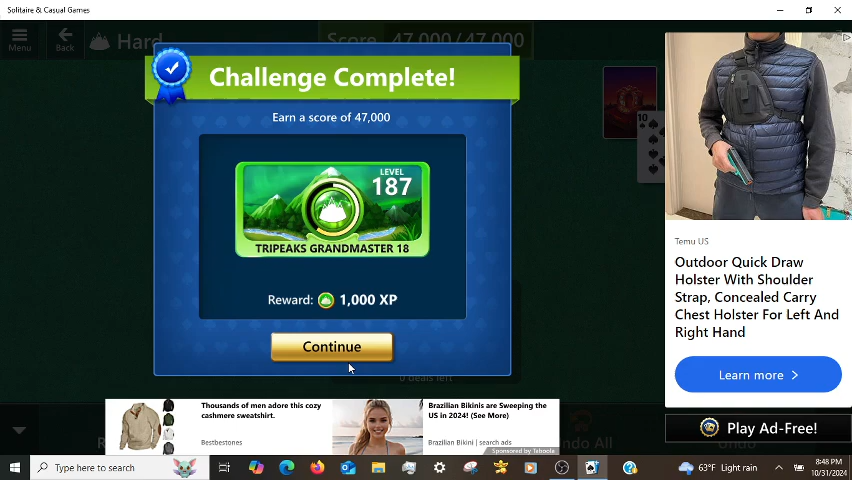 Solitaire & Casual Games
Menu
Back
Hard
Score 47,000/47,000
Challenge Complete!
Earn a score of 47,000
LEVEL
187
TRIPEAKS GRANDMASTER 18
Reward: 1,000 XP
Continue
0 deals left
10
Temu US
Outdoor Quick Draw
Holster With Shoulder
Strap, Concealed Carry
Chest Holster For Left And
Right Hand
Learn more >
Play Ad-Free!
Thousands of men adore this cozy
cashmere sweatshirt.
Bestbestones
Brazilian Bikinis are Sweeping the
US in 2024! (See More)
Brazilian Bikini | search ads
Sponsored by Taboola
Undo All
Undo
Type here to search
63°F Light rain
8:48 PM
10/31/2024